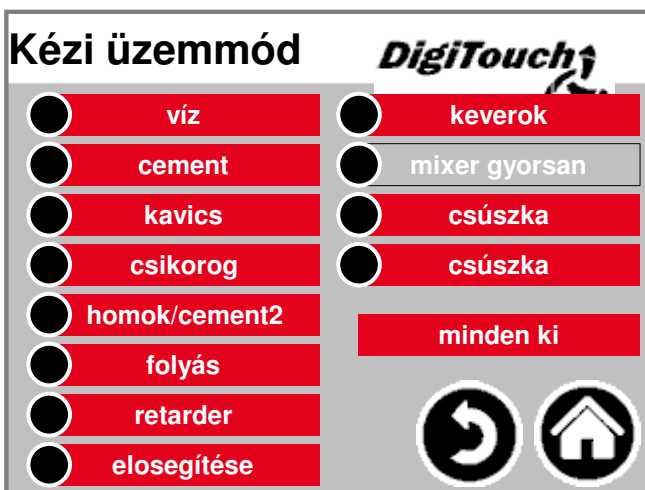 Kézi üzemmód
DigiTouch
víz
cement
kavics
csikorog
homok/cement2
folyás
retarder
elosegítése
keverok
mixer gyorsan
csúszka
csúszka
minden ki